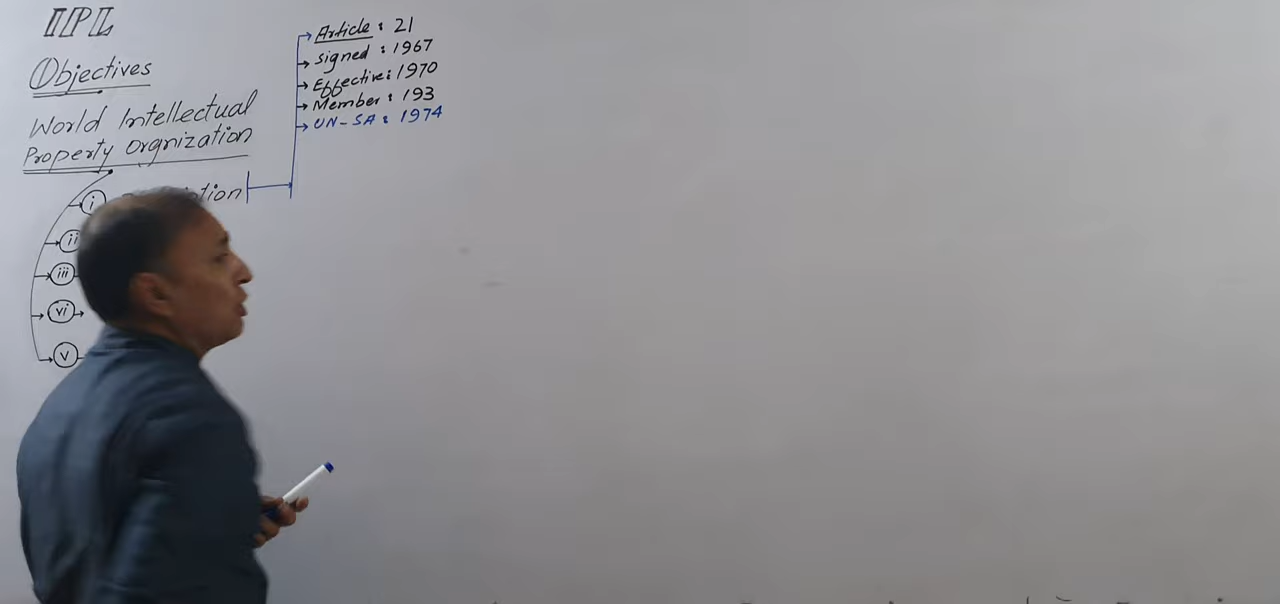 IPL
① Objectives
World Intellectual
Property Orgnization
i
ii
iii
vi
v
Article : 21
Signed : 1967
Effective: 1970
Member : 193
UN-SA : 1974